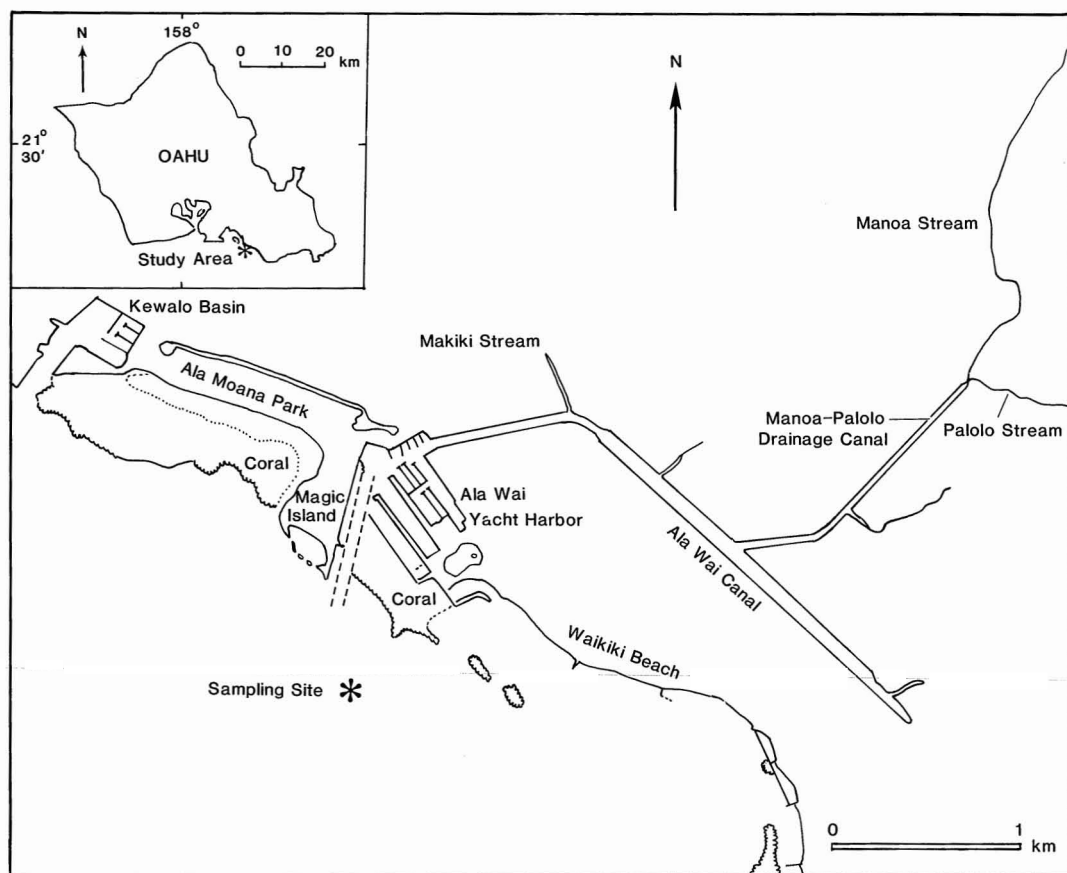 N
158°
0 10 20
km
21°
30′
OAHU
Study Area
N
Manoa Stream
Kewalo Basin
Makiki Stream
Ala Moana Park
Manoa-Palolo
Drainage Canal
Palolo Stream
Coral
Magic
Island
Ala Wai
Yacht Harbor
Ala Wai Canal
Coral
Waikiki Beach
Sampling Site
0 1
km